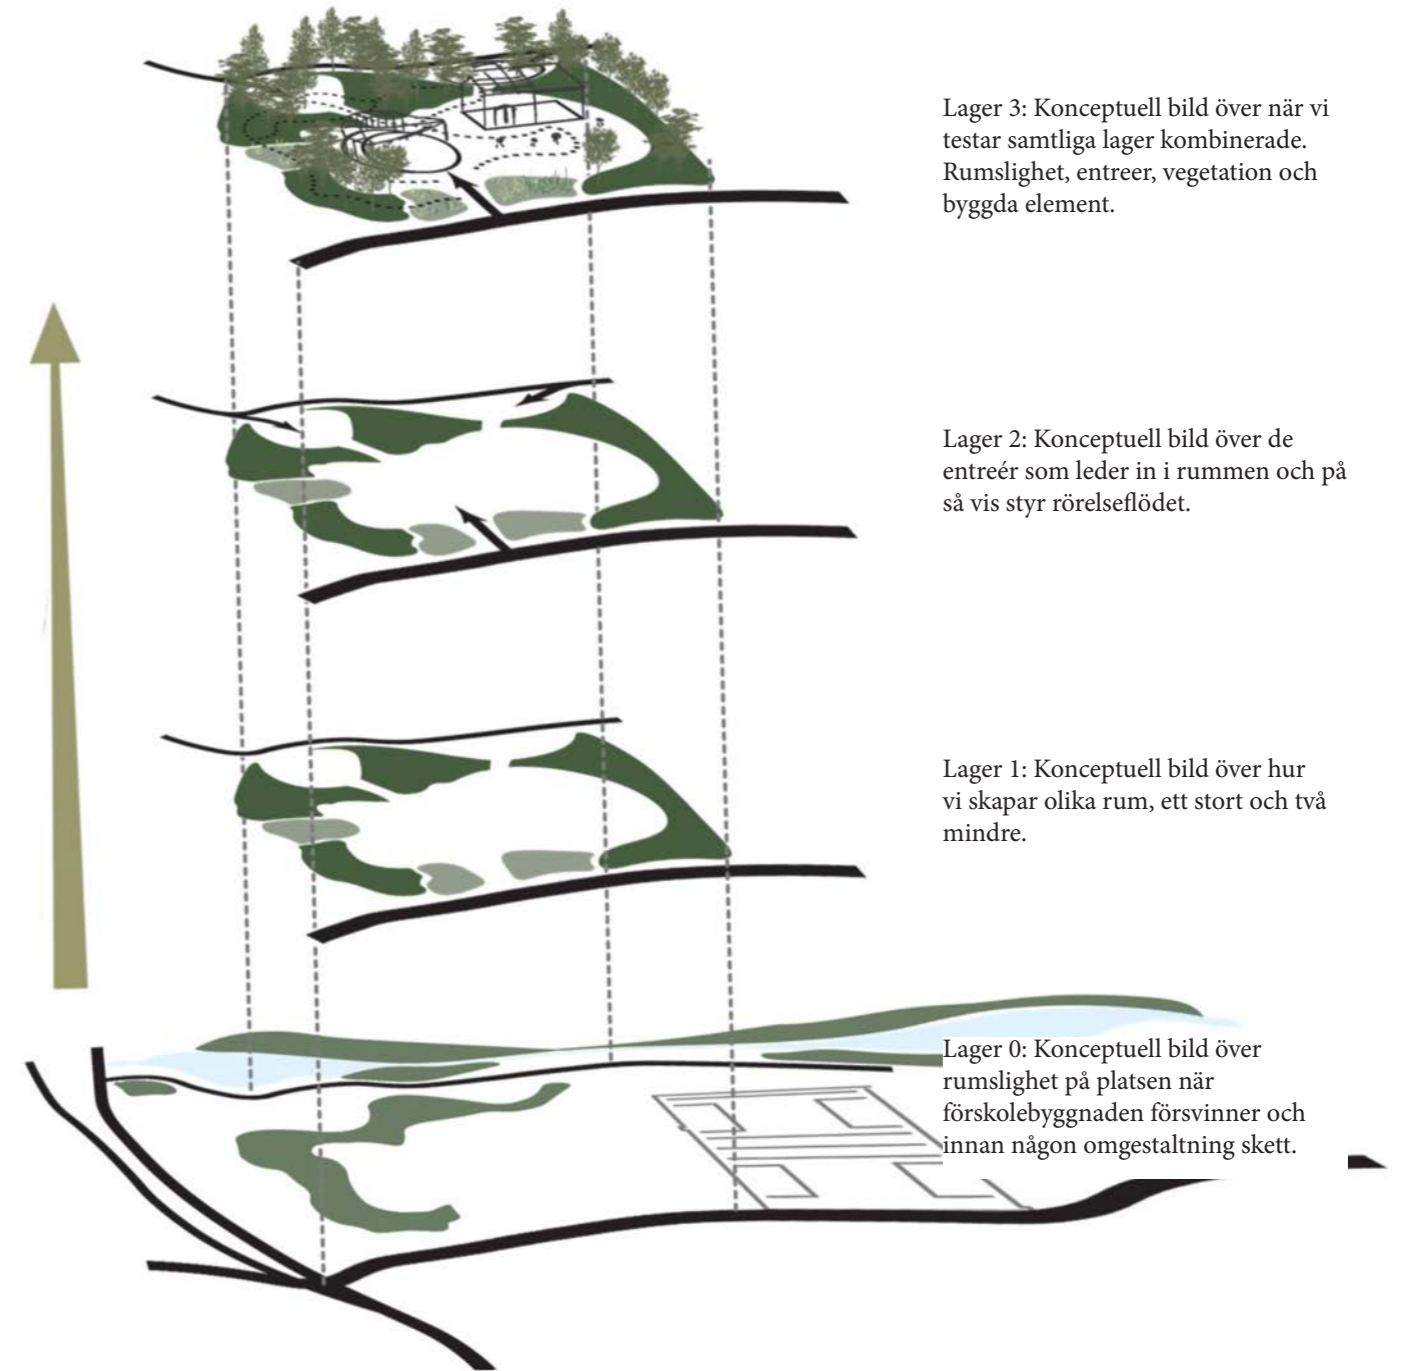 Lager 3: Konceptuell bild över när vi
testar samtliga lager kombinerade.
Rumslighet, entreer, vegetation och
byggda element.
Lager 2: Konceptuell bild över de
entreér som leder in i rummen och på
så vis styr rörelseflödet.
Lager 1: Konceptuell bild över hur
vi skapar olika rum, ett stort och två
mindre.
Lager 0: Konceptuell bild över
rumslighet på platsen när
förskolebyggnaden försvinner och
innan någon omgestaltning skett.